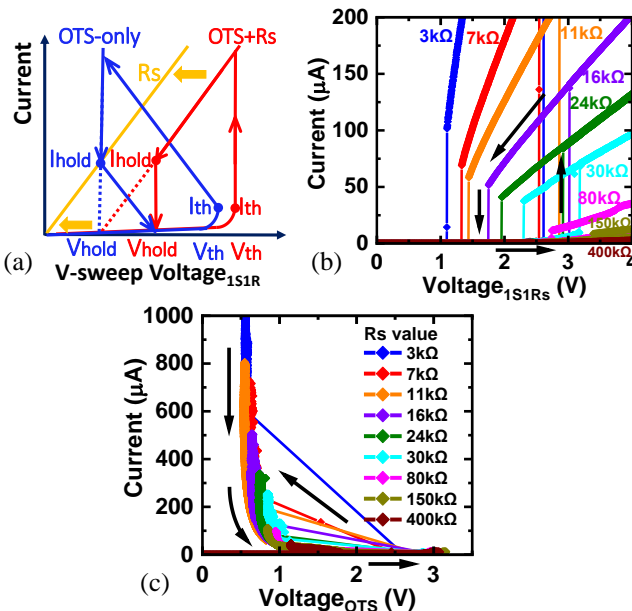 OTS-only
OTS+Rs
Rs
Current
Ihold
Ihold
Ith
Ith
Vhold
Vhold
Vth
Vth
V-sweep Voltage1S1R
(a)
200
150
100
50
0
Current (µA)
3kΩ
7kΩ
11kΩ
16kΩ
24kΩ
30kΩ
80kΩ
150kΩ
400kΩ
0 1 2 3 4
Voltage1S1Rs (V)
(b)
1000
800
600
400
200
0
Current (µA)
Rs value
3kΩ
7kΩ
11kΩ
16kΩ
24kΩ
30kΩ
80kΩ
150kΩ
400kΩ
0 1 2 3
VoltageOTS (V)
(c)